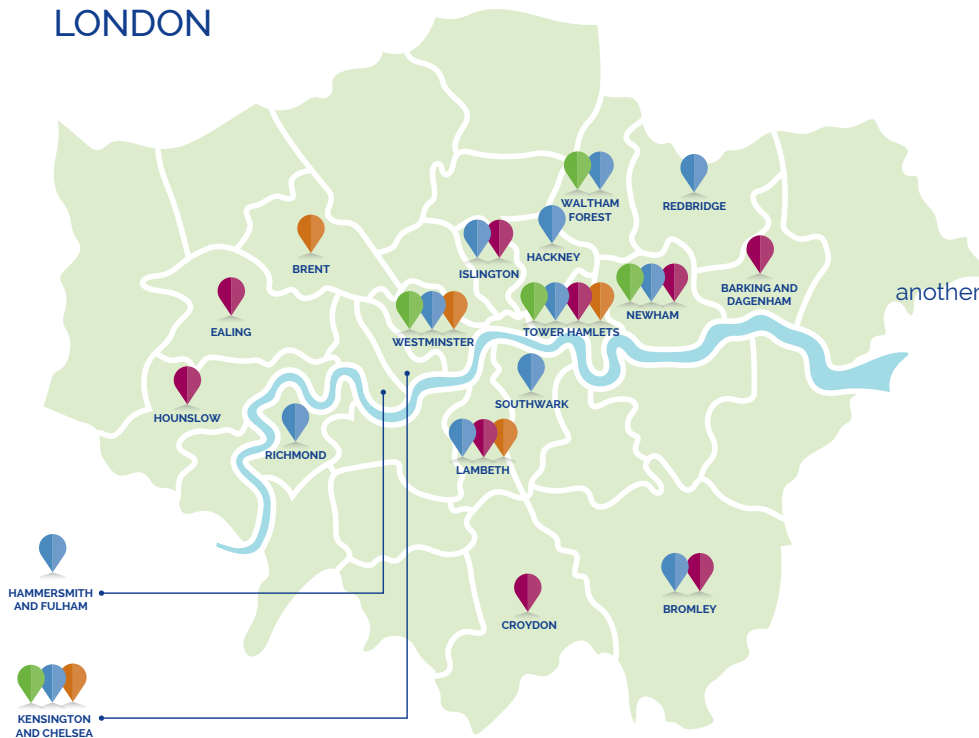 LONDON
WALTHAM
FOREST
REDBRIDGE
HACKNEY
BRENT
ISLINGTON
BARKING AND
DAGENHAM
another
NEWHAM
EALING
WESTMINSTER
TOWER HAMLETS
SOUTHWARK
HOUNSLOW
RICHMOND
LAMBETH
HAMMERSMITH
AND FULHAM
BROMLEY
CROYDON
KENSINGTON
AND CHELSEA